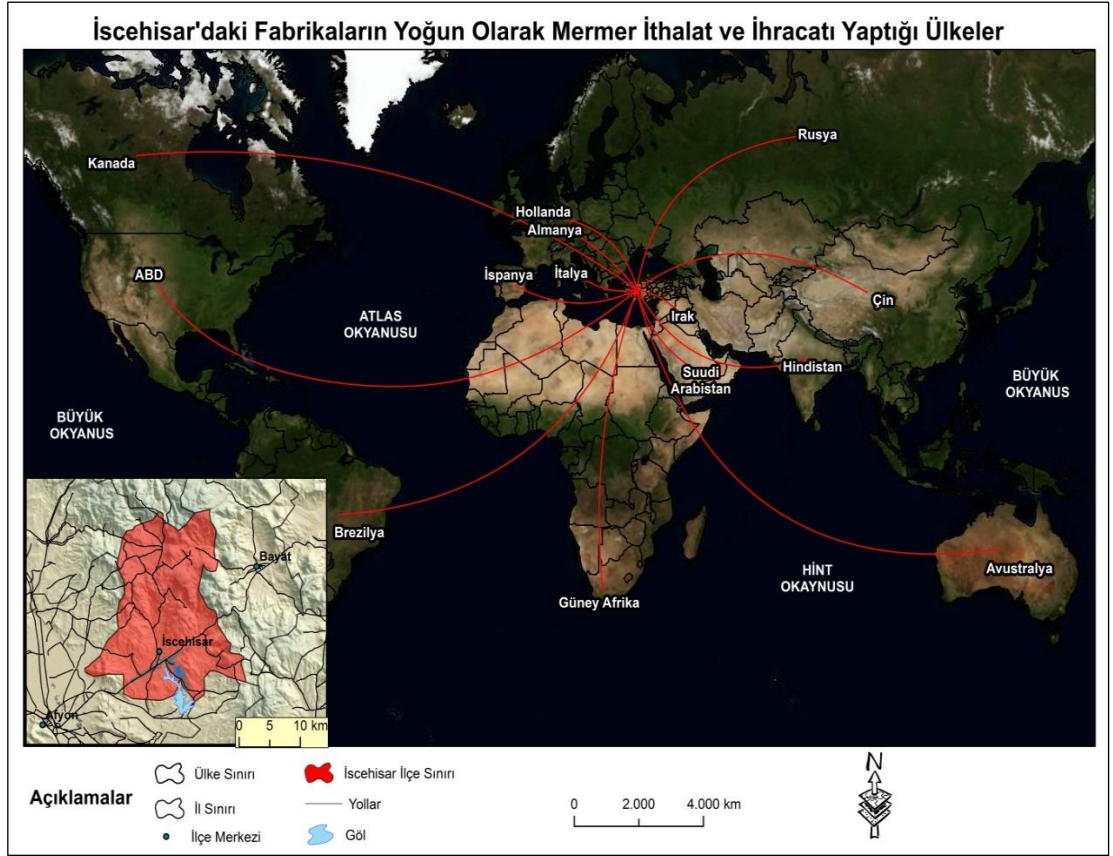 İscehisar'daki Fabrikaların Yoğun Olarak Mermer İthalat ve İhracatı Yaptığı Ülkeler
Kanada
Rusya
Hollanda
Almanya
ABD
İspanya
İtalya
Çin
Irak
ATLAS
OKYANUSU
Hindistan
Suudi
Arabistan
BÜYÜK
OKYANUS
BÜYÜK
OKYANUS
Brezilya
Avustralya
HİNT
OKAYNUSU
Güney Afrika
Bayat
İscehisar
Afyon
0 5 10 km
Açıklamalar
Ülke Sınırı
İl Sınırı
İlçe Merkezi
İscehisar İlçe Sınırı
Yollar
Göl
0 2.000 4.000 km
N